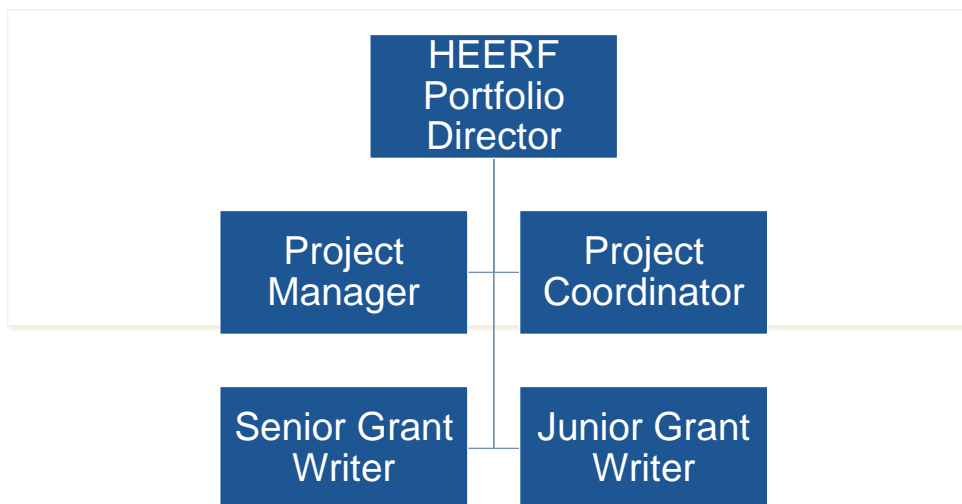 HEERF
Portfolio
Director
Project
Manager
Project
Coordinator
Senior Grant
Writer
Junior Grant
Writer